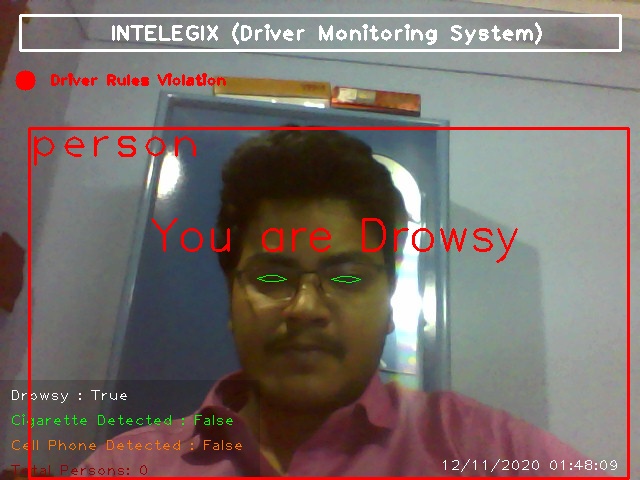 INTELEGIX (Driver Monitoring System)
Driver Rules Violation
person
You are Drowsy
Drowsy : True
Cigarette Detected : False
Cell Phone Detected : False
Total Persons: 0
12/11/2020 01:48:09